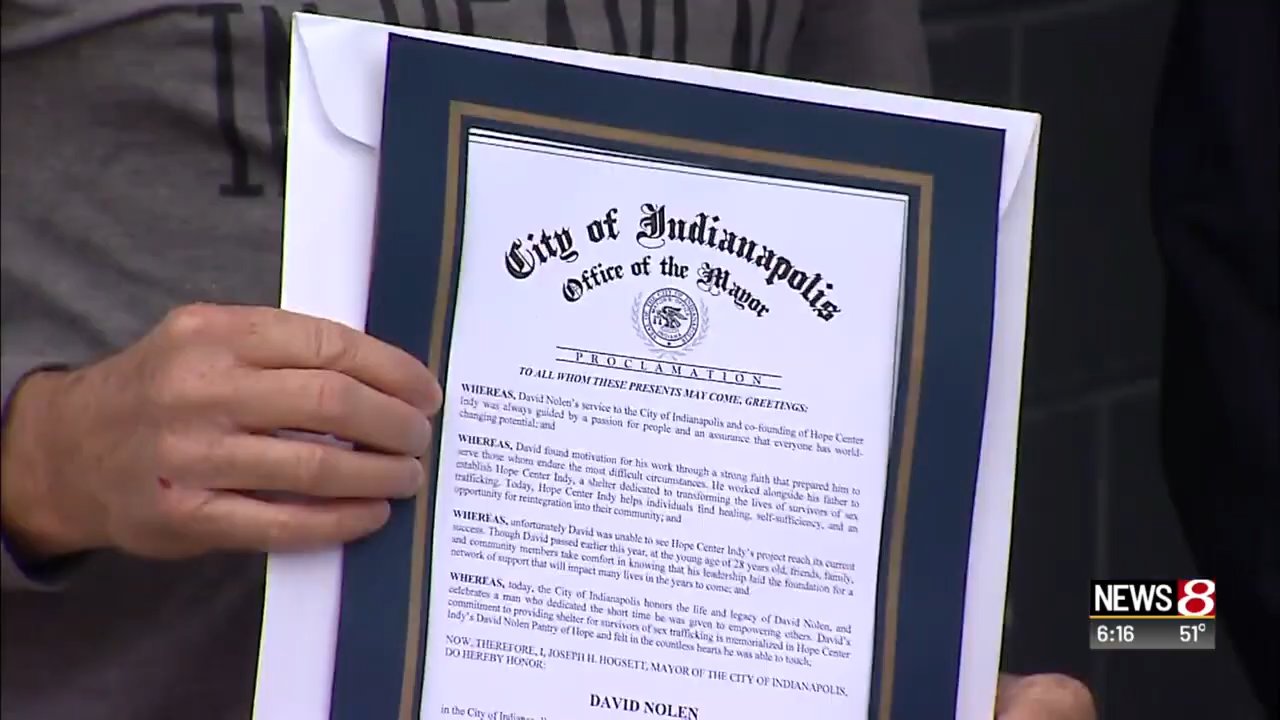 IN
City of Indianapolis
Office of the Mayor
PROCLAMATION
TO ALL WHOM THESE PRESENTS MAY COME, GREETINGS:
WHEREAS, David Nolen's service to the City of Indianapolis and co-founding of Hope Center
Indy was always guided by a passion for people and an assurance that everyone has world-
changing potential; and
WHEREAS, David found motivation for his work through a strong faith that prepared him to
serve those whom endure the most difficult circumstances. He worked alongside his father to
establish Hope Center Indy, a shelter dedicated to transforming the lives of survivors of sex
trafficking. Today, Hope Center Indy helps individuals find healing, self-sufficiency, and an
opportunity for reintegration into their community; and
WHEREAS, unfortunately David was unable to see Hope Center Indy's project reach its current
success. Though David passed earlier this year, at the young age of 28 years old, friends, family,
and community members take comfort in knowing that his leadership laid the foundation for a
network of support that will impact many lives in the years to come; and
WHEREAS, today, the City of Indianapolis honors the life and legacy of David Nolen, and
celebrates a man who dedicated the short time he was given to empowering others. David's
commitment to providing shelter for survivors of sex trafficking is memorialized in Hope Center
Indy's David Nolen Pantry of Hope and felt in the countless hearts he was able to touch;
NOW, THEREFORE, I, JOSEPH H. HOGSETT, MAYOR OF THE CITY OF INDIANAPOLIS,
DO HEREBY HONOR:
DAVID NOLEN
in the City of
NEWS 8
6:16 51°